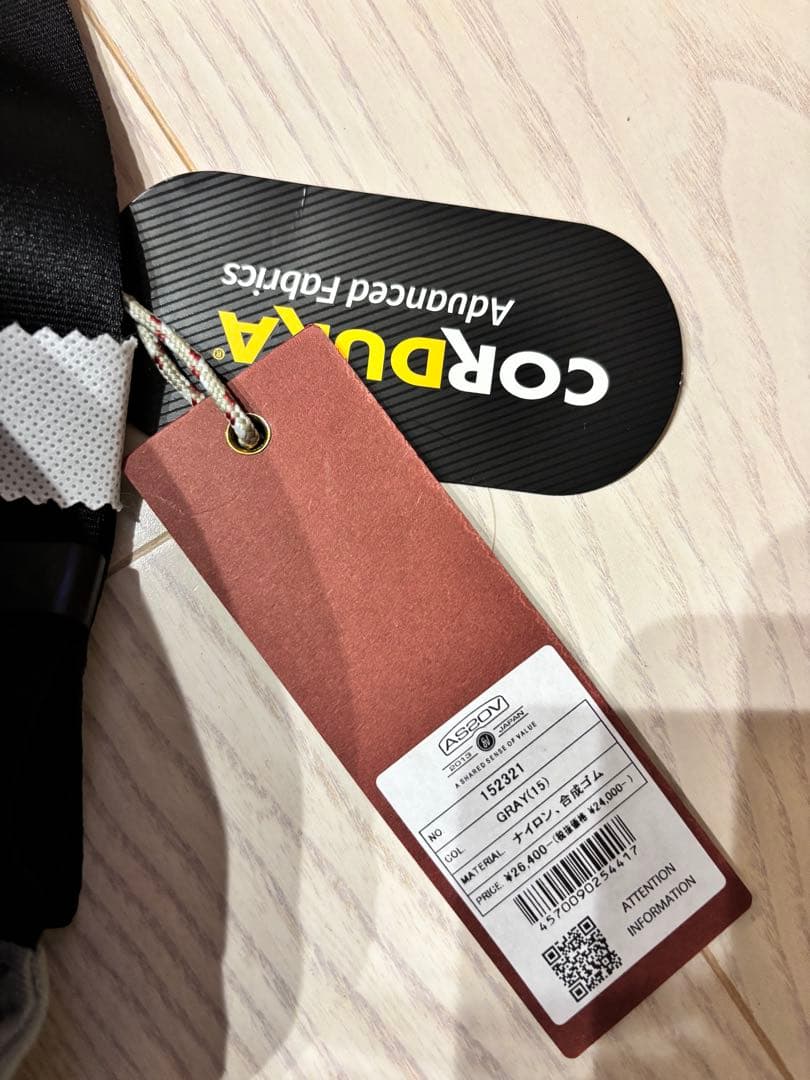 CORDURA®
Advanced Fabrics
AS2OV
2013 JAPAN
A SHARED SENSE OF VALUE
NO 152321
COL. GRAY(15)
MATERIAL. ナイロン、合成ゴム
PRICE. ¥26,400-(税抜価格 ¥24,000-)
4570090254417
ATTENTION
INFORMATION